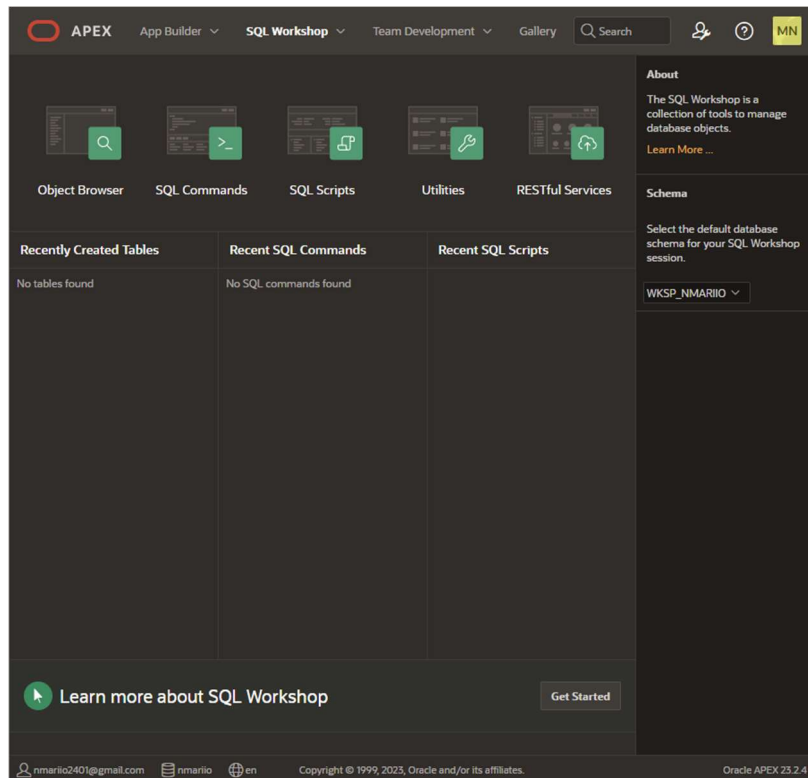 APEX
App Builder
SQL Workshop
Team Development
Gallery
Search
MN
Object Browser
SQL Commands
SQL Scripts
Utilities
RESTful Services
Recently Created Tables
Recent SQL Commands
Recent SQL Scripts
No tables found
No SQL commands found
Learn more about SQL Workshop
Get Started
About
The SQL Workshop is a
collection of tools to manage
database objects.
Learn More ...
Schema
Select the default database
schema for your SQL Workshop
session.
WKSP_NMARIIO
nmariio2401@gmail.com
nmariio
en
Copyright © 1999, 2023, Oracle and/or its affiliates.
Oracle APEX 23.2.4